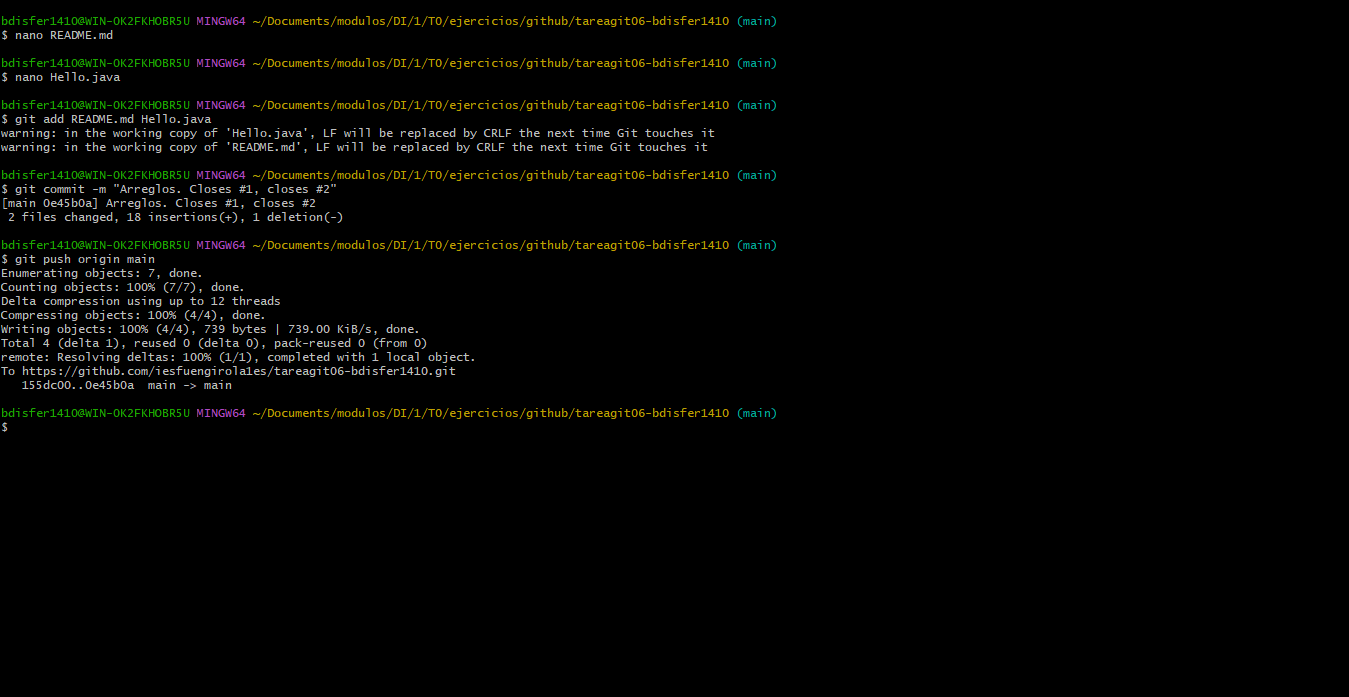 bdisfer1410@WIN-OK2FKHOBR5U MINGW64 ~/Documents/modulos/DI/1/T0/ejercicios/github/tareagit06-bdisfer1410 (main)
$ nano README.md
bdisfer1410@WIN-OK2FKHOBR5U MINGW64 ~/Documents/modulos/DI/1/T0/ejercicios/github/tareagit06-bdisfer1410 (main)
$ nano Hello.java
bdisfer1410@WIN-OK2FKHOBR5U MINGW64 ~/Documents/modulos/DI/1/T0/ejercicios/github/tareagit06-bdisfer1410 (main)
$ git add README.md Hello.java
warning: in the working copy of 'Hello.java', LF will be replaced by CRLF the next time Git touches it
warning: in the working copy of 'README.md', LF will be replaced by CRLF the next time Git touches it
bdisfer1410@WIN-OK2FKHOBR5U MINGW64 ~/Documents/modulos/DI/1/T0/ejercicios/github/tareagit06-bdisfer1410 (main)
$ git commit -m "Arreglos. Closes #1, closes #2"
[main 0e45b0a] Arreglos. Closes #1, closes #2
 2 files changed, 18 insertions(+), 1 deletion(-)
bdisfer1410@WIN-OK2FKHOBR5U MINGW64 ~/Documents/modulos/DI/1/T0/ejercicios/github/tareagit06-bdisfer1410 (main)
$ git push origin main
Enumerating objects: 7, done.
Counting objects: 100% (7/7), done.
Delta compression using up to 12 threads
Compressing objects: 100% (4/4), done.
Writing objects: 100% (4/4), 739 bytes | 739.00 KiB/s, done.
Total 4 (delta 1), reused 0 (delta 0), pack-reused 0 (from 0)
remote: Resolving deltas: 100% (1/1), completed with 1 local object.
To https://github.com/iesfuengirola1es/tareagit06-bdisfer1410.git
   155dc00..0e45b0a  main -> main
bdisfer1410@WIN-OK2FKHOBR5U MINGW64 ~/Documents/modulos/DI/1/T0/ejercicios/github/tareagit06-bdisfer1410 (main)
$